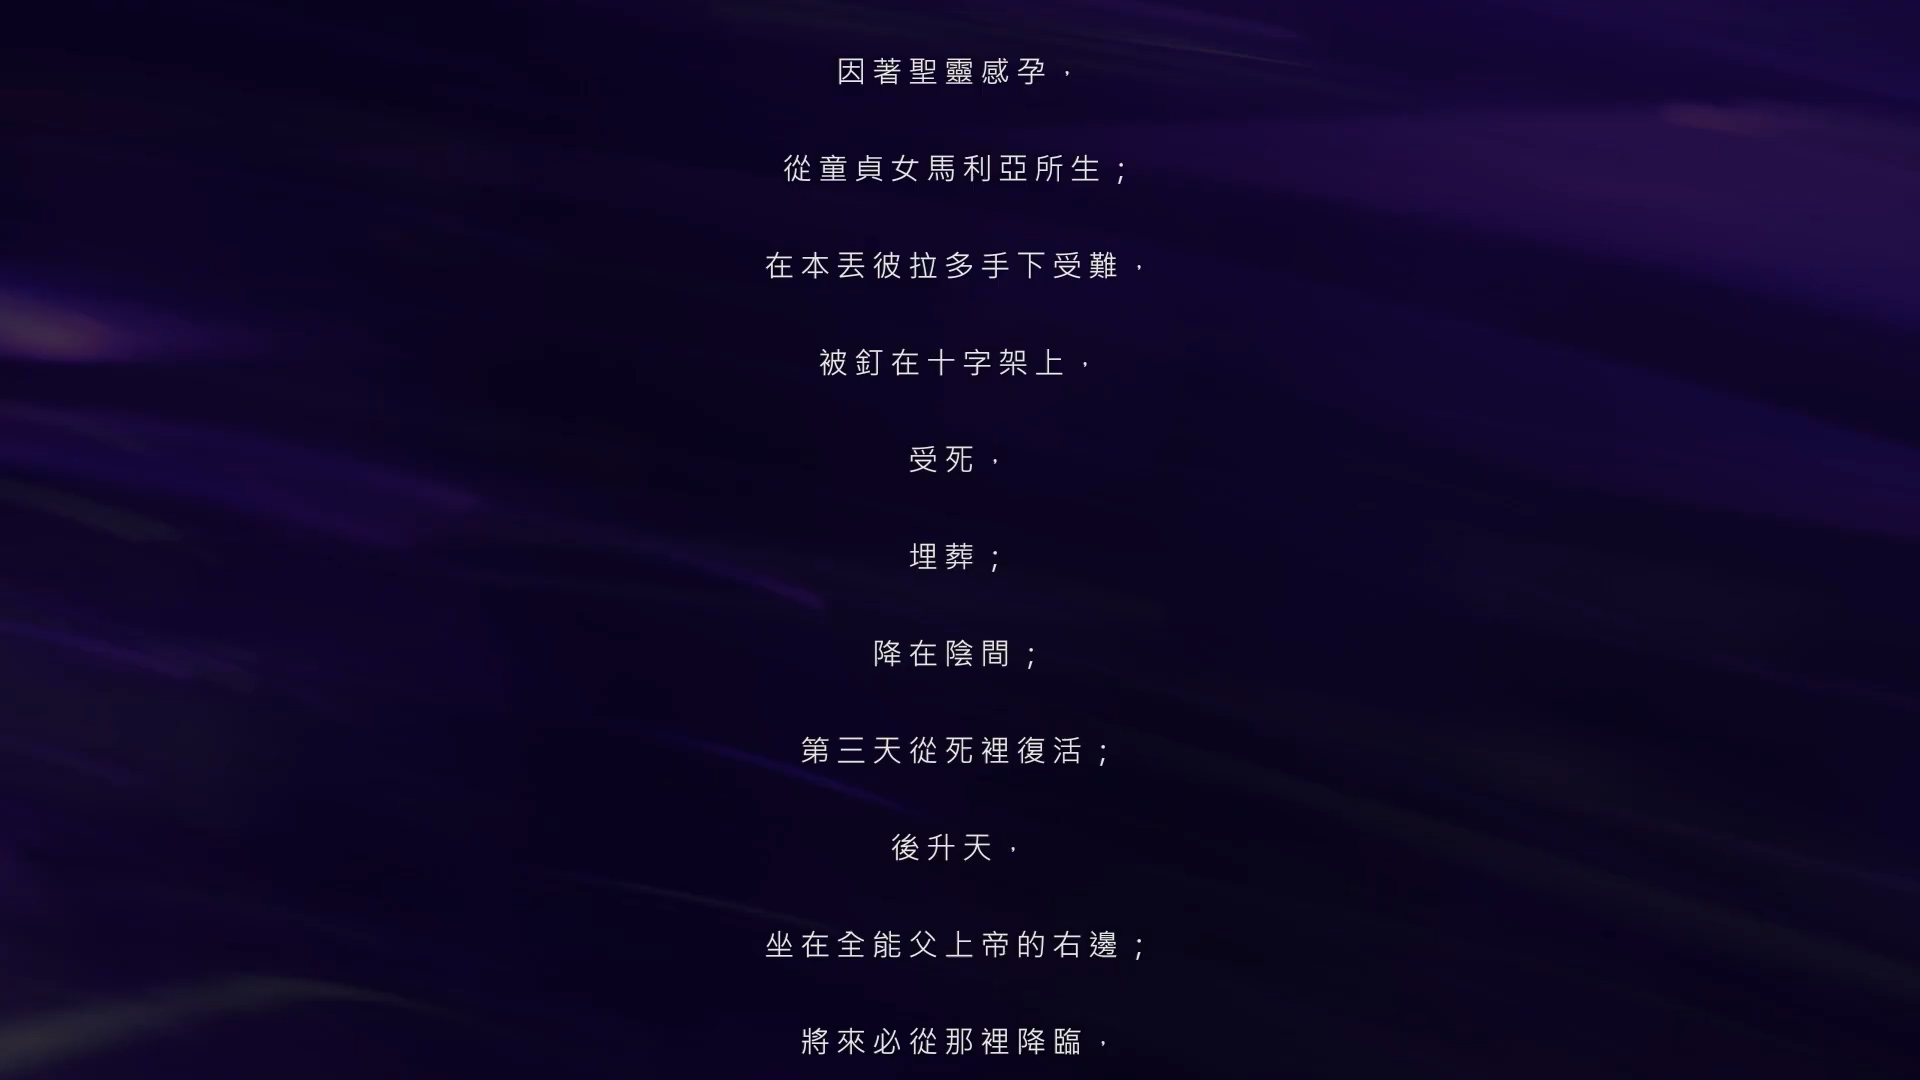 因著聖靈感孕，
從童貞女馬利亞所生；
在本丟彼拉多手下受難，
被釘在十字架上，
受死，
埋葬；
降在陰間；
第三天從死裡復活；
後升天，
坐在全能父上帝的右邊；
將來必從那裡降臨，